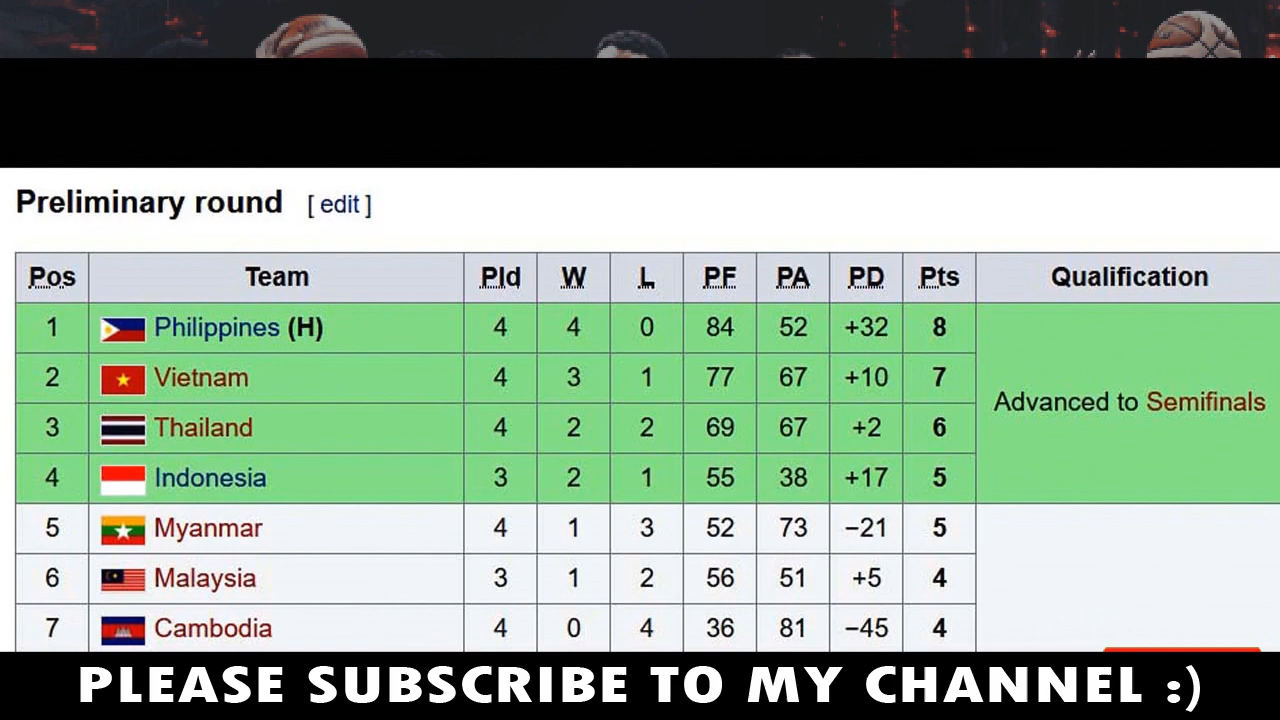 Preliminary round [ edit ]
Pos Team Pld W L PF PA PD Pts Qualification
1 Philippines (H) 4 4 0 84 52 +32 8
2 Vietnam 4 3 1 77 67 +10 7
Advanced to Semifinals
3 Thailand 4 2 2 69 67 +2 6
4 Indonesia 3 2 1 55 38 +17 5
5 Myanmar 4 1 3 52 73 −21 5
6 Malaysia 3 1 2 56 51 +5 4
7 Cambodia 4 0 4 36 81 −45 4
PLEASE SUBSCRIBE TO MY CHANNEL :)